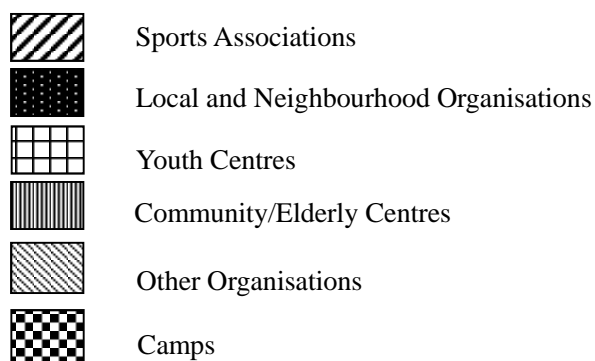 Sports Associations
Local and Neighbourhood Organisations
Youth Centres
Community/Elderly Centres
Other Organisations
Camps